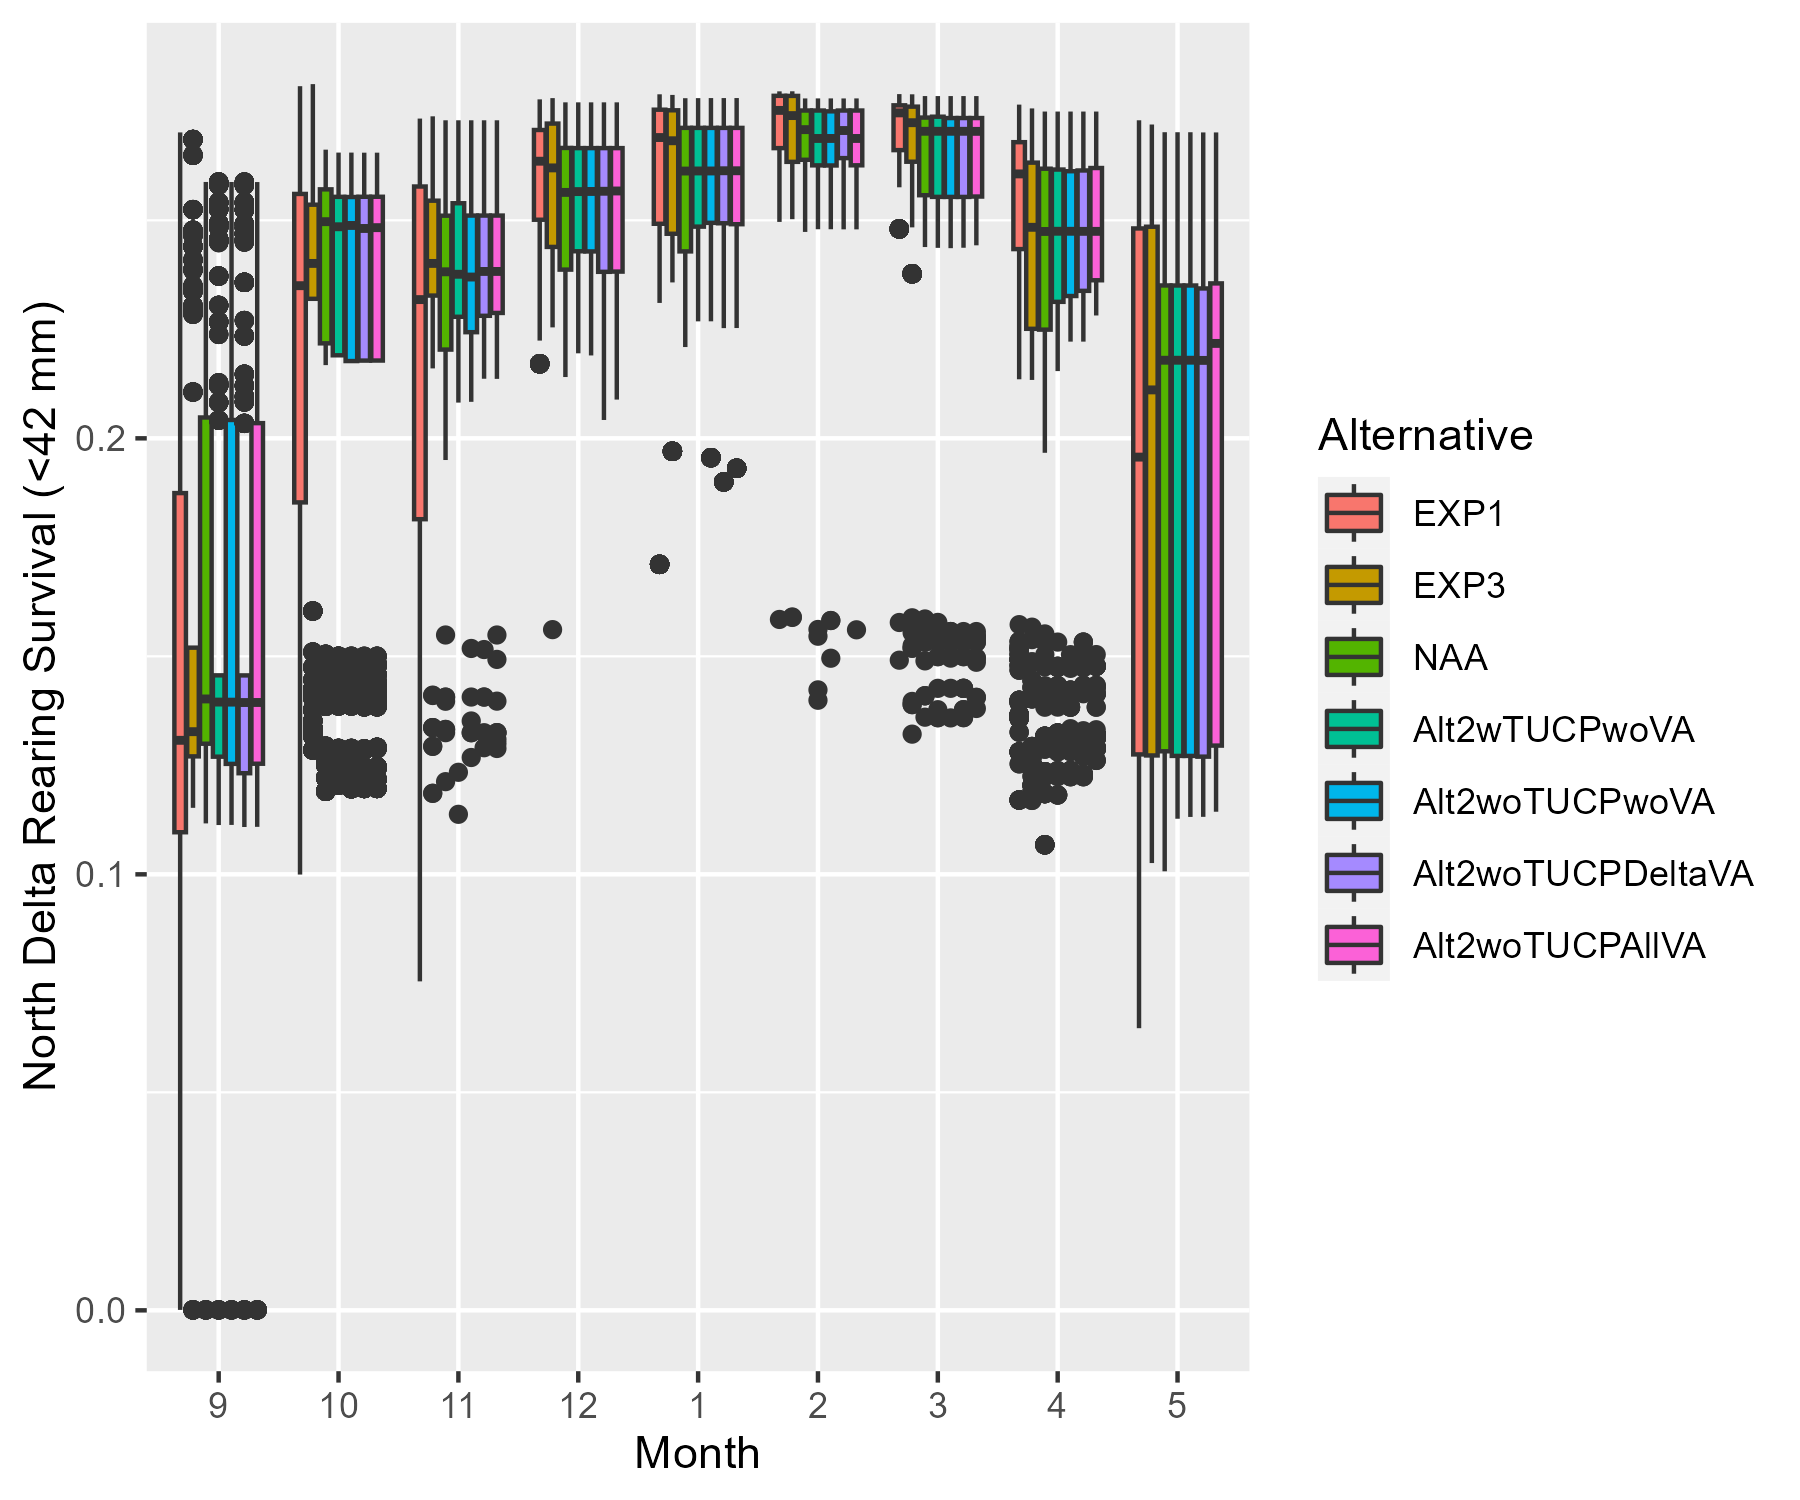 North Delta Rearing Survival (<42 mm)
0.2
0.1
0.0
9 10 11 12 1 2 3 4 5
Month
Alternative
EXP1
EXP3
NAA
Alt2wTUCPwoVA
Alt2woTUCPwoVA
Alt2woTUCPDeltaVA
Alt2woTUCPAllVA